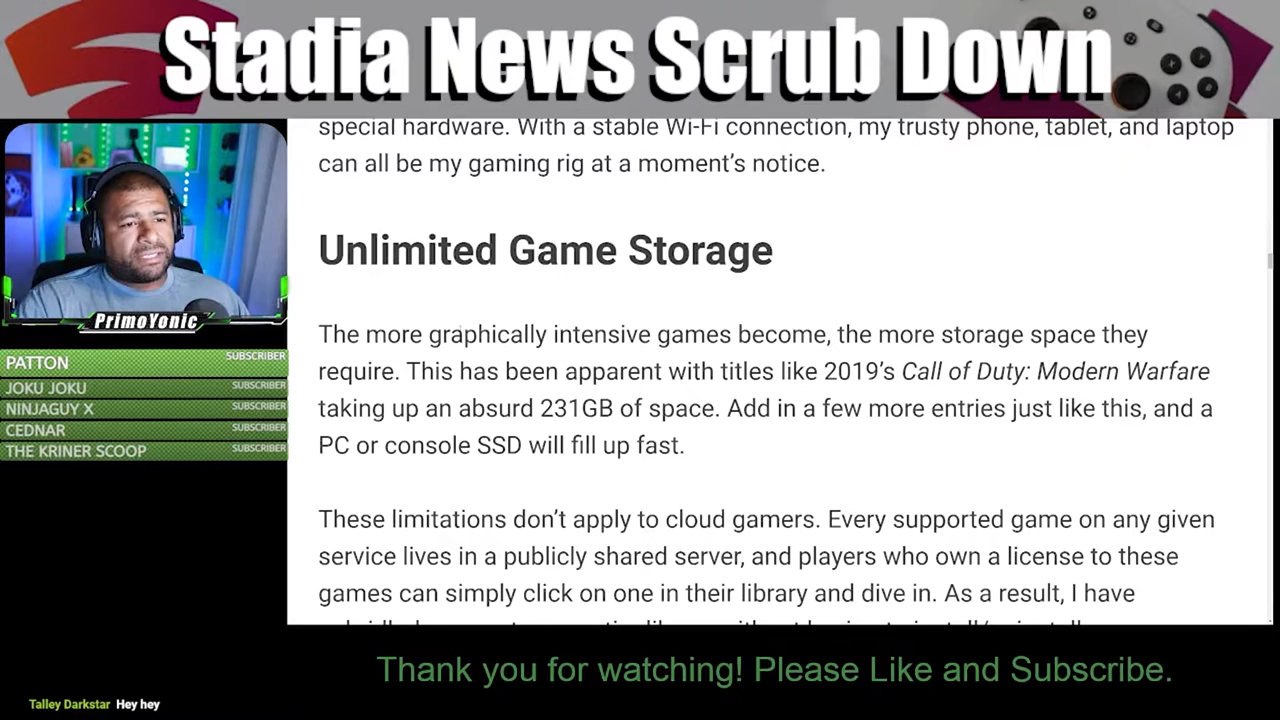 Stadia News Scrub Down
special hardware. With a stable Wi-Fi connection, my trusty phone, tablet, and laptop
can all be my gaming rig at a moment's notice.
Unlimited Game Storage
The more graphically intensive games become, the more storage space they
require. This has been apparent with titles like 2019's Call of Duty: Modern Warfare
taking up an absurd 231GB of space. Add in a few more entries just like this, and a
PC or console SSD will fill up fast.
These limitations don't apply to cloud gamers. Every supported game on any given
service lives in a publicly shared server, and players who own a license to these
games can simply click on one in their library and dive in. As a result, I have
PrimoYonic
PATTON SUBSCRIBER
JOKU JOKU SUBSCRIBER
NINJAGUY X SUBSCRIBER
CEDNAR SUBSCRIBER
THE KRINER SCOOP SUBSCRIBER
Thank you for watching! Please Like and Subscribe.
Talley Darkstar Hey hey